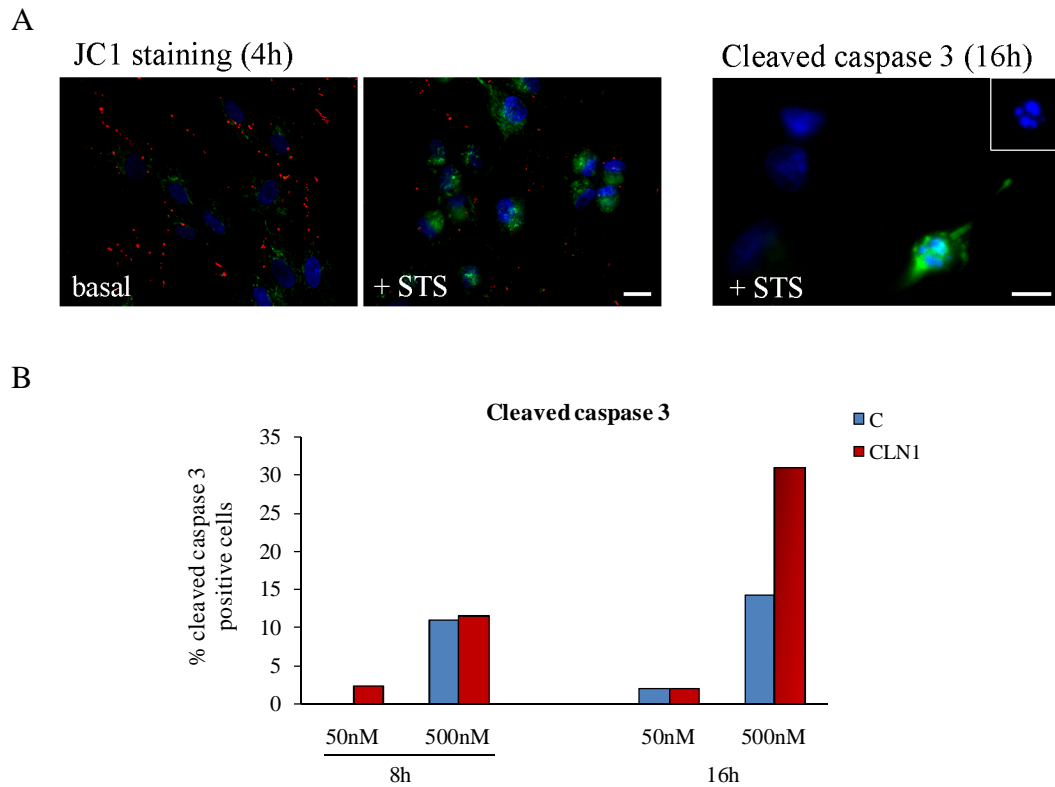 A
JC1 staining (4h)
Cleaved caspase 3 (16h)
basal
+ STS
+ STS
B
Cleaved caspase 3
C
CLN1
% cleaved caspase 3
positive cells
35
30
25
20
15
10
5
0
50nM
500nM
50nM
500nM
8h
16h